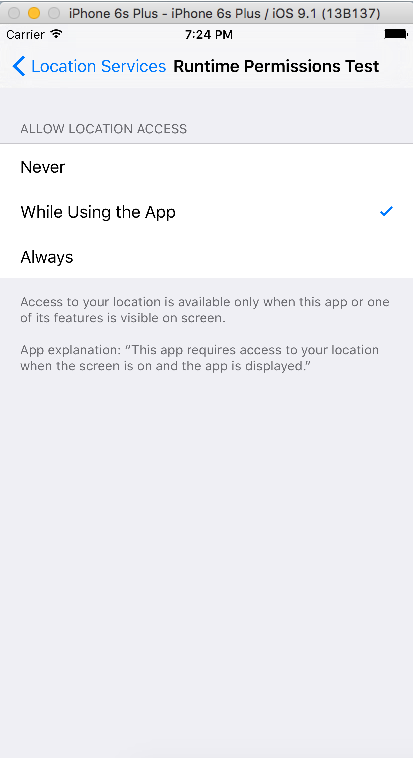 iPhone 6s Plus - iPhone 6s Plus / iOS 9.1 (13B137)
Carrier 7:24 PM
Location Services Runtime Permissions Test
ALLOW LOCATION ACCESS
Never
While Using the App
Always
Access to your location is available only when this app or one
of its features is visible on screen.
App explanation: “This app requires access to your location
when the screen is on and the app is displayed.”